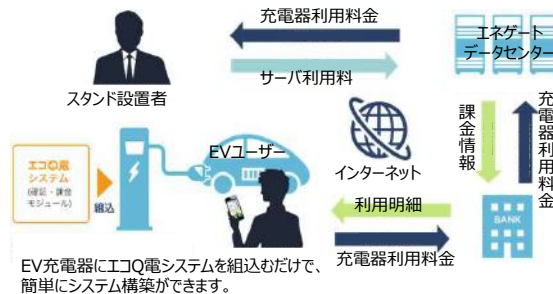 充電器利用料金
エネゲート
データセンター
サーバ利用料
スタンド設置者
課金情報
充電器利用料金
エコQ電
システム
(認証・課金
モジュール)
組込
EVユーザー
インターネット
利用明細
BANK
充電器利用料金
EV充電器にエコQ電システムを組込むだけで、
簡単にシステム構築ができます。